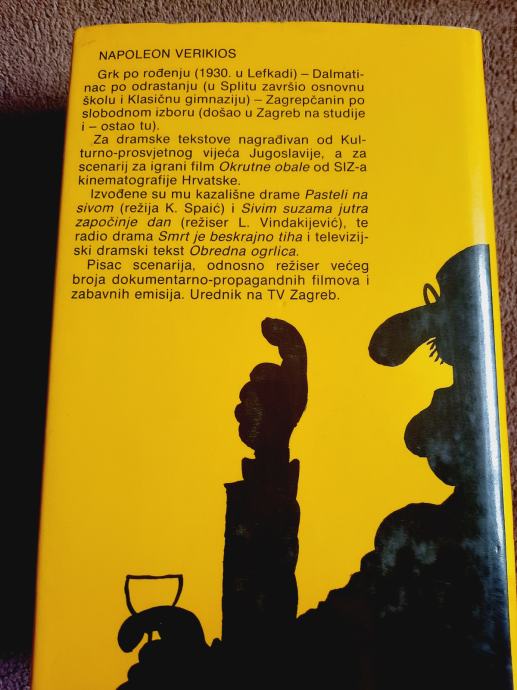 NAPOLEON VERIKIOS
Grk po rođenju (1930. u Lefkadi) – Dalmati-
nac po odrastanju (u Splitu završio osnovnu
školu i Klasičnu gimnaziju) – Zagrepčanin po
slobodnom izboru (došao u Zagreb na studije
i – ostao tu).
Za dramske tekstove nagrađivan od Kul-
turno-prosvjetnog vijeća Jugoslavije, a za
scenarij za igrani film Okrutne obale od SIZ-a
kinematografije Hrvatske.
Izvođene su mu kazališne drame Pasteli na
sivom (režija K. Spaić) i Sivim suzama jutra
započinje dan (režiser L. Vindakijević), te
radio drama Smrt je beskrajno tiha i televizij-
ski dramski tekst Obredna ogrlica.
Pisac scenarija, odnosno režiser većeg
broja dokumentarno-propagandnih filmova i
zabavnih emisija. Urednik na TV Zagreb.